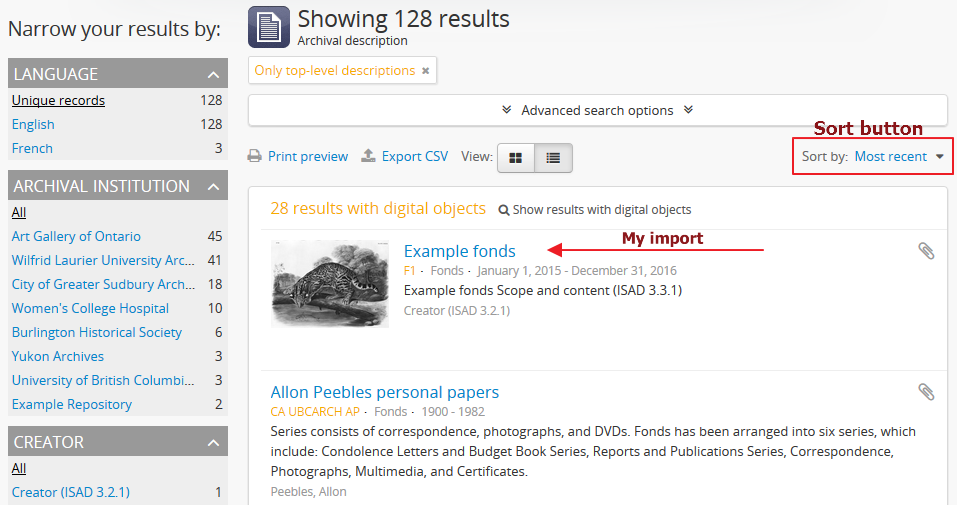 Narrow your results by:
LANGUAGE
Unique records 128
English 128
French 3
ARCHIVAL INSTITUTION
All
Art Gallery of Ontario 45
Wilfrid Laurier University Arc... 41
City of Greater Sudbury Arch... 18
Women's College Hospital 10
Burlington Historical Society 6
Yukon Archives 3
University of British Columbi... 3
Example Repository 2
CREATOR
All
Creator (ISAD 3.2.1) 1
Showing 128 results
Archival description
Only top-level descriptions ×
Advanced search options
Sort button
Print preview Export CSV View:
Sort by: Most recent
28 results with digital objects Show results with digital objects
Example fonds
My import
F1 · Fonds · January 1, 2015 - December 31, 2016
Example fonds Scope and content (ISAD 3.3.1)
Creator (ISAD 3.2.1)
Allon Peebles personal papers
CA UBCARCH AP · Fonds · 1900 - 1982
Series consists of correspondence, photographs, and DVDs. Fonds has been arranged into six series, which
include: Condolence Letters and Budget Book Series, Reports and Publications Series, Correspondence,
Photographs, Multimedia, and Certificates.
Peebles, Allon